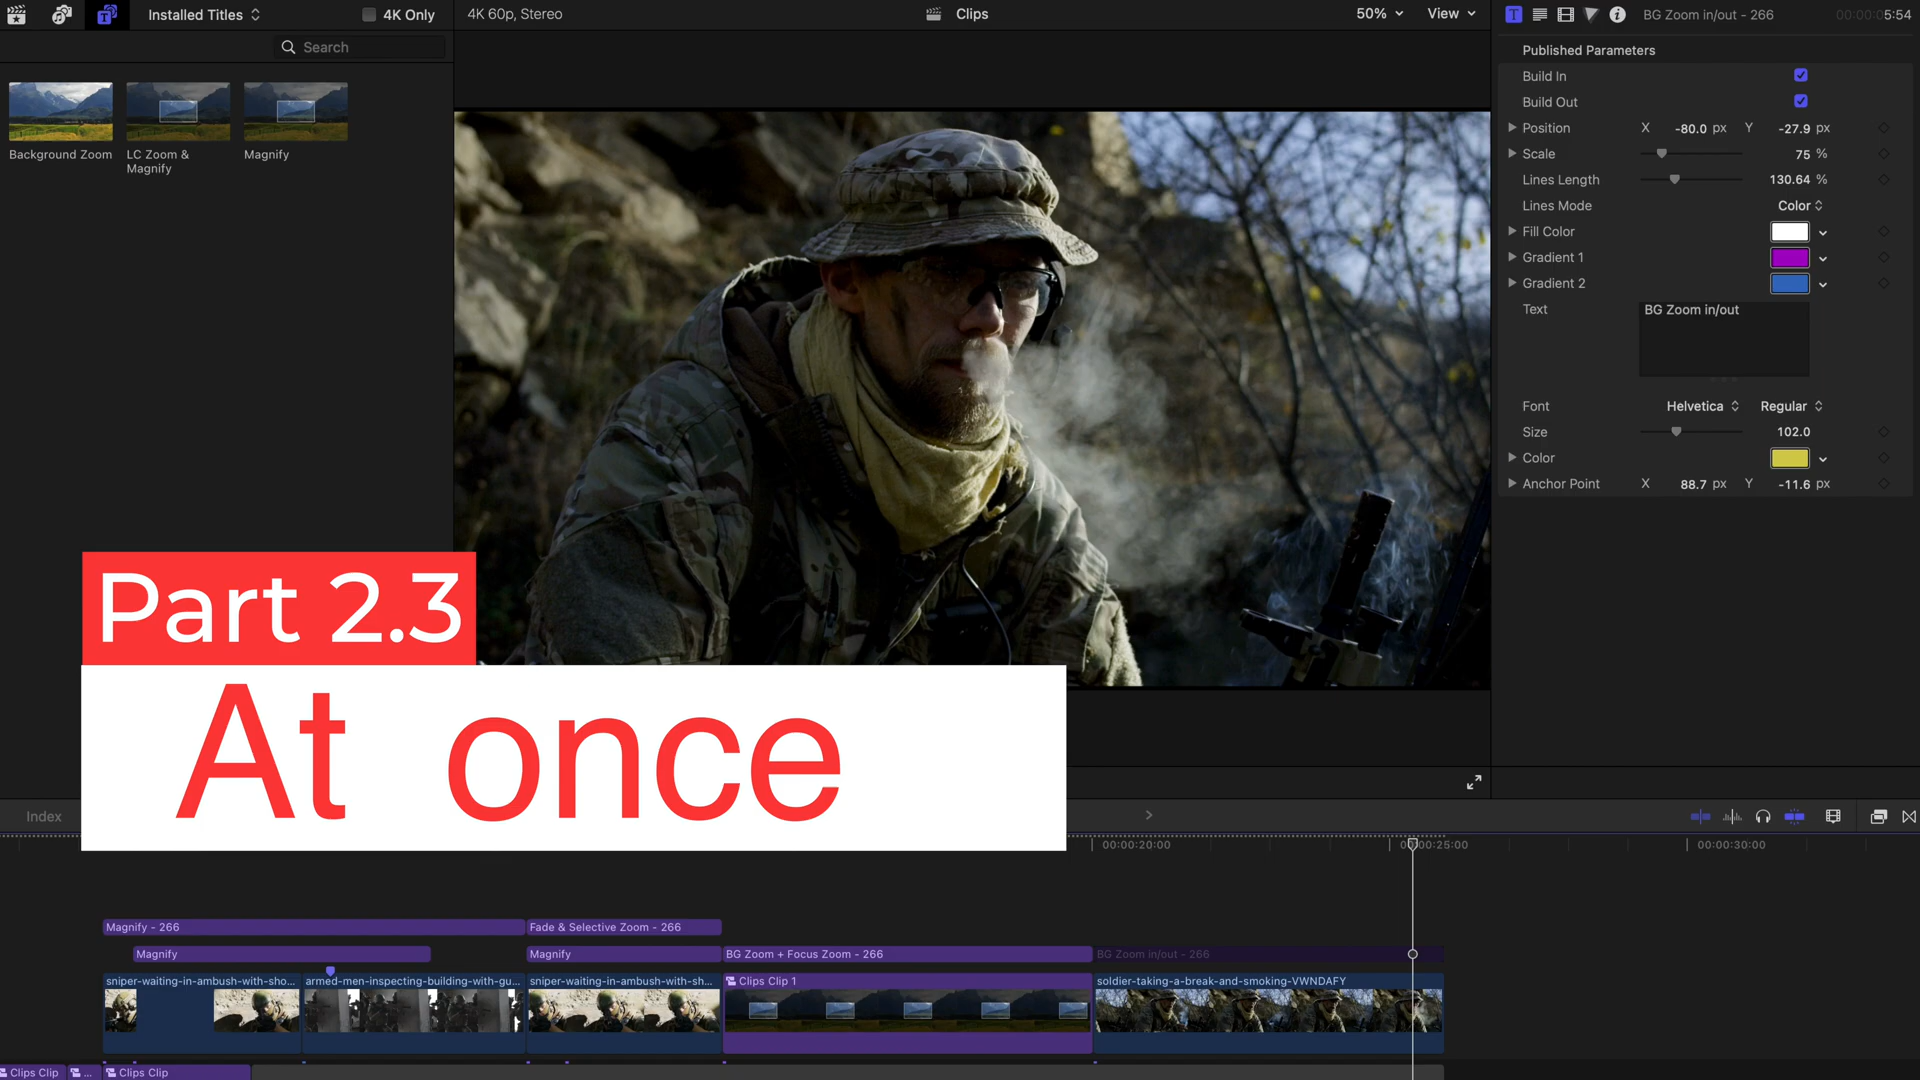 Installed Titles
4K Only
4K 60p, Stereo
Clips
50%
View
BG Zoom in/out - 266
00:00:05:54
Search
Published Parameters
Build In
Build Out
Position X -80.0 px Y -27.9 px
Scale 75 %
Lines Length 130.64 %
Lines Mode Color
Fill Color
Gradient 1
Gradient 2
Text BG Zoom in/out
Font Helvetica Regular
Size 102.0
Color
Anchor Point X 88.7 px Y -11.6 px
Background Zoom
LC Zoom &
Magnify
Magnify
Part 2.3
At once
Index
00:00:20:00
00:00:25:00
00:00:30:00
Magnify - 266
Fade & Selective Zoom - 266
Magnify
Magnify
BG Zoom + Focus Zoom - 266
BG Zoom in/out - 266
sniper-waiting-in-ambush-with-sho...
armed-men-inspecting-building-with-gu...
sniper-waiting-in-ambush-with-sh...
Clips Clip 1
soldier-taking-a-break-and-smoking-VWNDAFY
Clips Clip
...
Clips Clip